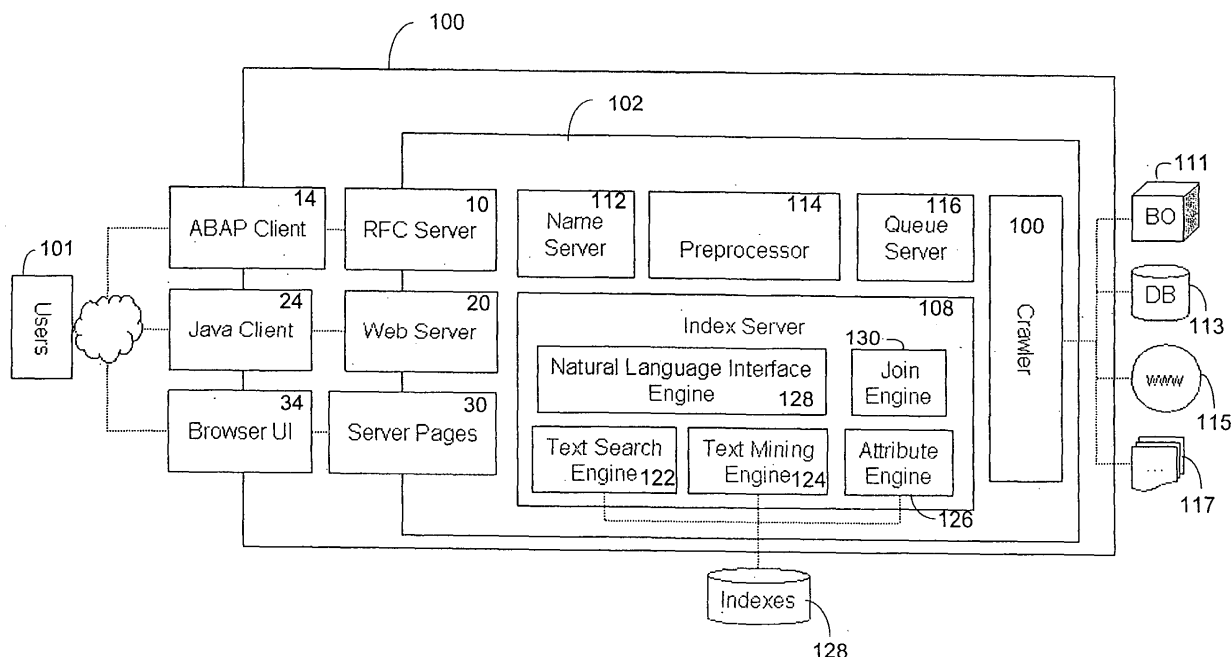 100
102
111
BO
14
ABAP Client
10
RFC Server
112
Name
Server
114
Preprocessor
116
Queue
Server
100
Crawler
101
Users
24
Java Client
20
Web Server
108
Index Server
DB
113
130
Natural Language Interface
Engine
128
Join
Engine
www
115
34
Browser UI
30
Server Pages
Text Search
Engine 122
Text Mining
Engine 124
Attribute
Engine
126
...
117
Indexes
128